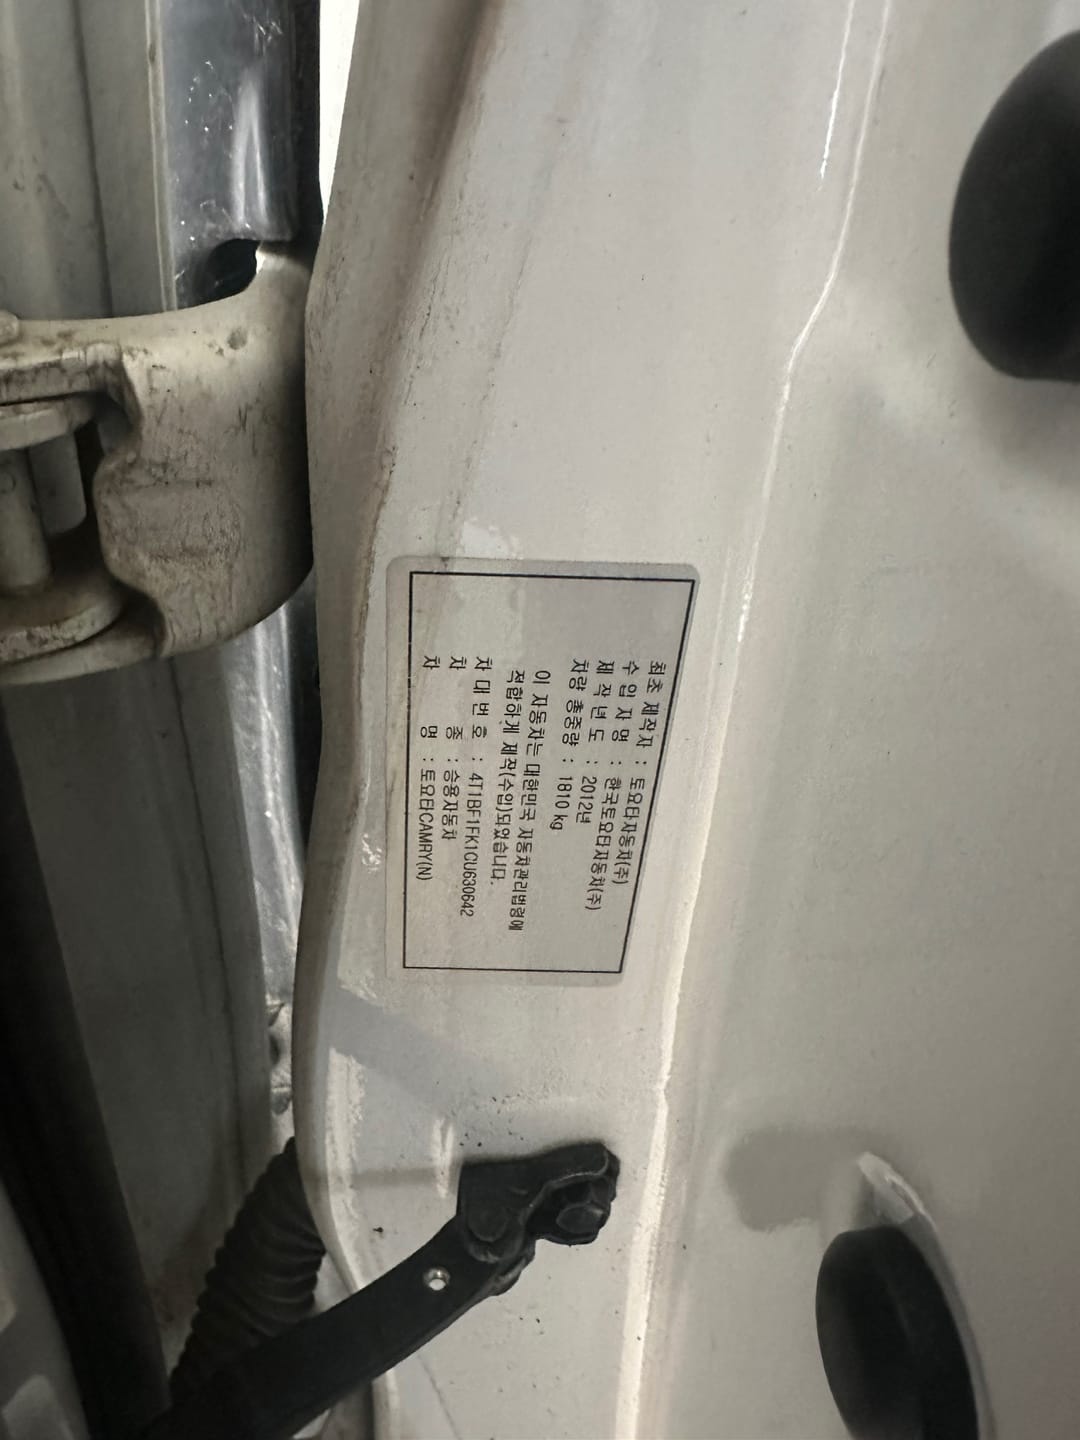 최초 제작자 : 토요타자동차(주)
수 입 자 명 : 한국토요타자동차(주)
제 작 년 도 : 2012년
차량 총중량 : 1810 kg
이 자동차는 대한민국 자동차관리법령에
적합하게 제작(수입)되었습니다.
차 대 번 호 : 4T1BF1FK1CU630642
차 종 : 승용자동차
차 명 : 토요타CAMRY(N)